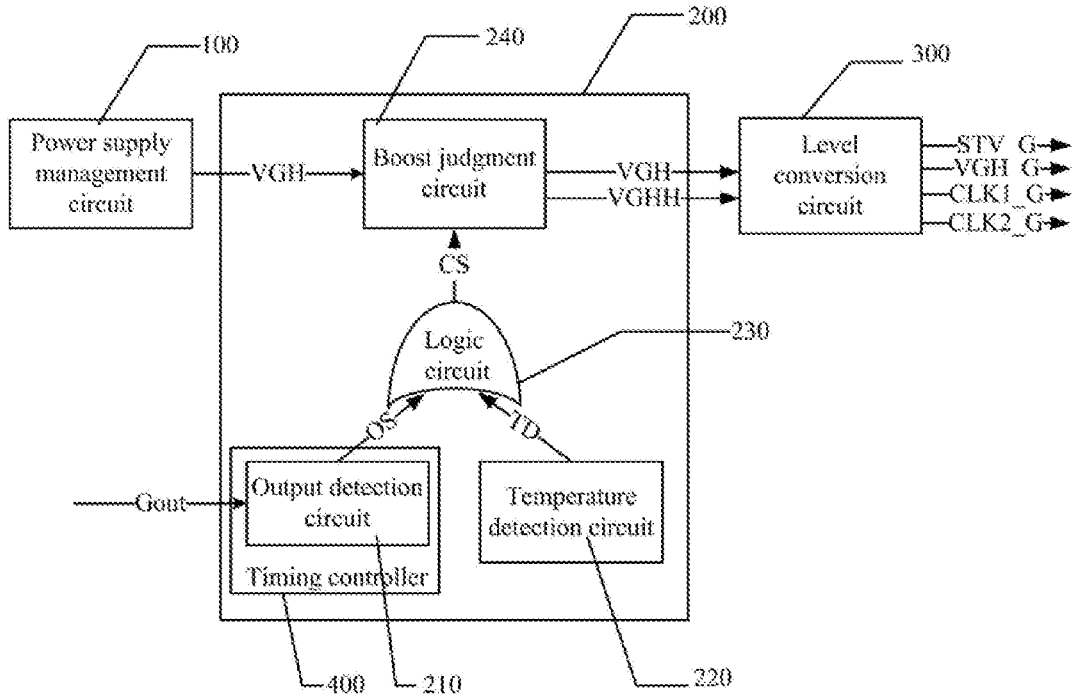 100
240
200
300
Power supply
management
circuit
VGH
Boost judgment
circuit
VGH
VGHH
Level
conversion
circuit
STV_G
VGH_G
CLK1_G
CLK2_G
CS
Logic
circuit
230
OS
TD
Gout
Output detection
circuit
Timing controller
Temperature
detection circuit
400
210
220